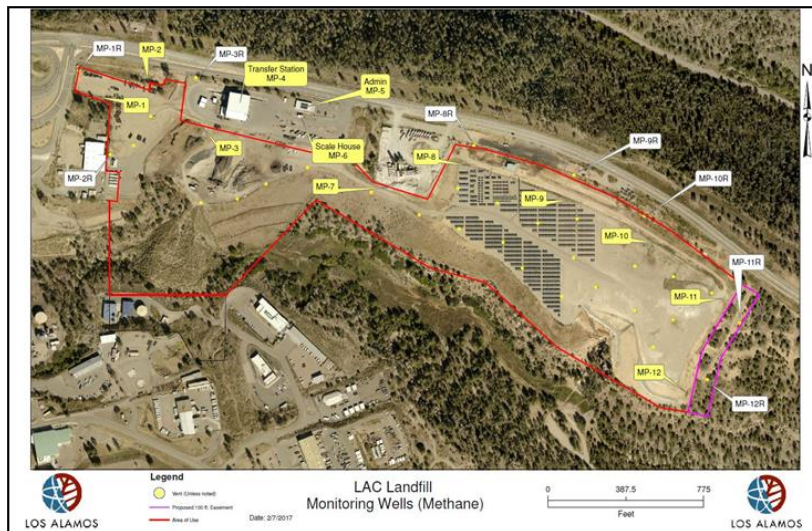 MP-1R
MP-2
MP-3R
Transfer Station
MP-4
Admin
MP-5
N
MP-1
MP-8R
MP-3
Scale House
MP-6
MP-8
MP-9R
MP-2R
MP-7
MP-9
MP-10R
MP-10
MP-11R
MP-11
MP-12
MP-12R
Legend
Vent (Unless noted)
Proposed 100 ft. Easement
Area of Use
Date: 2/7/2017
LAC Landfill
Monitoring Wells (Methane)
0 387.5 775
Feet
LOS ALAMOS
LOS ALAMOS